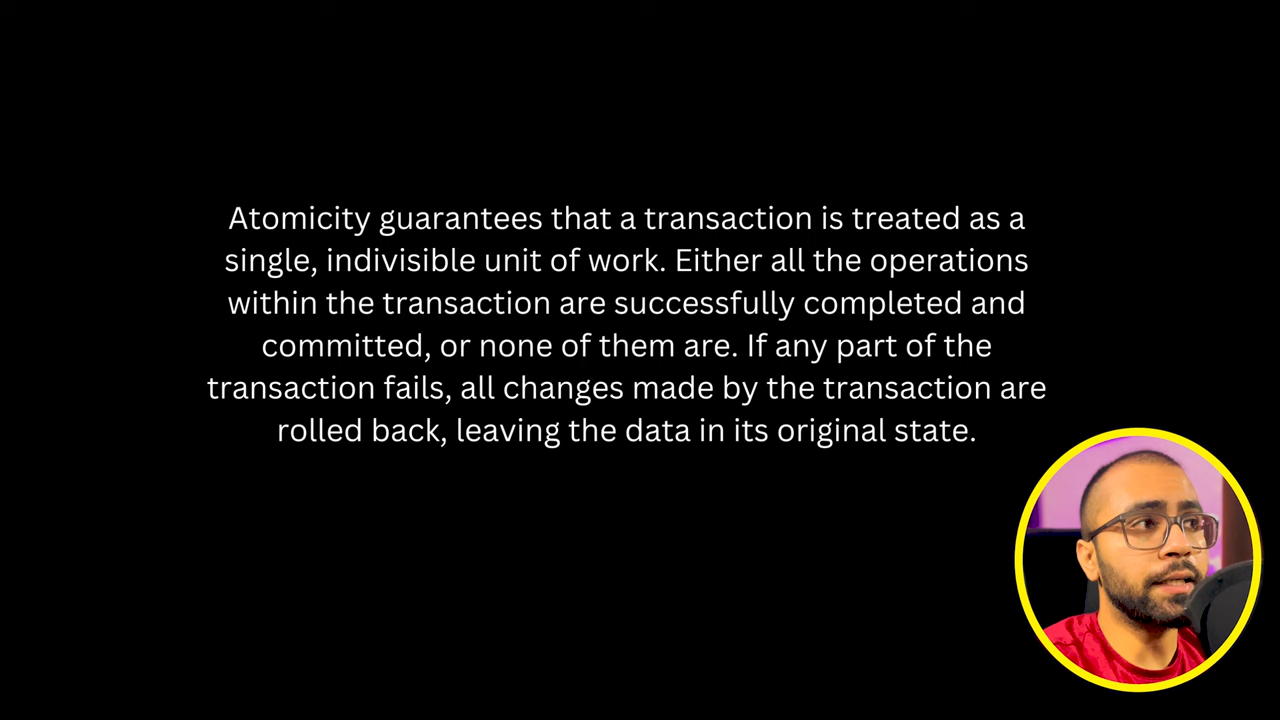 Atomicity guarantees that a transaction is treated as a
single, indivisible unit of work. Either all the operations
within the transaction are successfully completed and
committed, or none of them are. If any part of the
transaction fails, all changes made by the transaction are
rolled back, leaving the data in its original state.